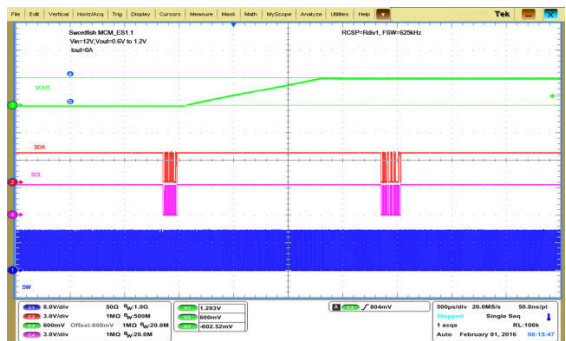 File Edit Vertical Horiz/Acq Trig Display Cursors Measure Mask Math MyScope Analyze Utilities Help Tek
Swordfish MCM_ES1.1
Vin=12V,Vout=0.6V to 1.2V
Iout=0A
RCSP=Rdiv1, FSW=625kHz
a
VOUT
b
SDA
SCL
SW
5.0V/div 50Ω BW:1.0G
3.0V/div 1MΩ BW:500M
600mV Offset:600mV 1MΩ BW:20.0M
3.0V/div 1MΩ BW:20.0M
1.203V
600mV
-602.52mV
A 804mV
500µs/div 20.0MS/s 50.0ns/pt
Stopped Single Seq
1 acqs RL:100k
Auto February 01, 2016 08:15:47